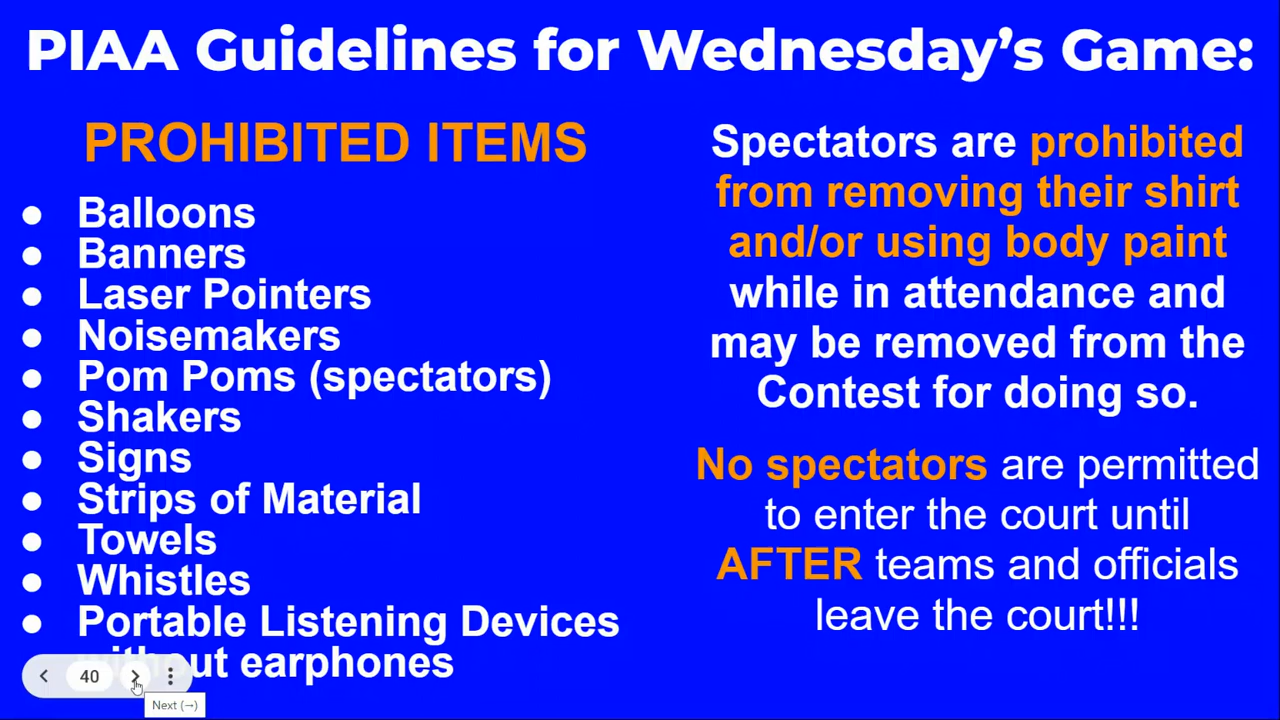 PIAA Guidelines for Wednesday’s Game:
PROHIBITED ITEMS
● Balloons
● Banners
● Laser Pointers
● Noisemakers
● Pom Poms (spectators)
● Shakers
● Signs
● Strips of Material
● Towels
● Whistles
● Portable Listening Devices
without earphones
Spectators are prohibited
from removing their shirt
and/or using body paint
while in attendance and
may be removed from the
Contest for doing so.
No spectators are permitted
to enter the court until
AFTER teams and officials
leave the court!!!
40
Next (→)